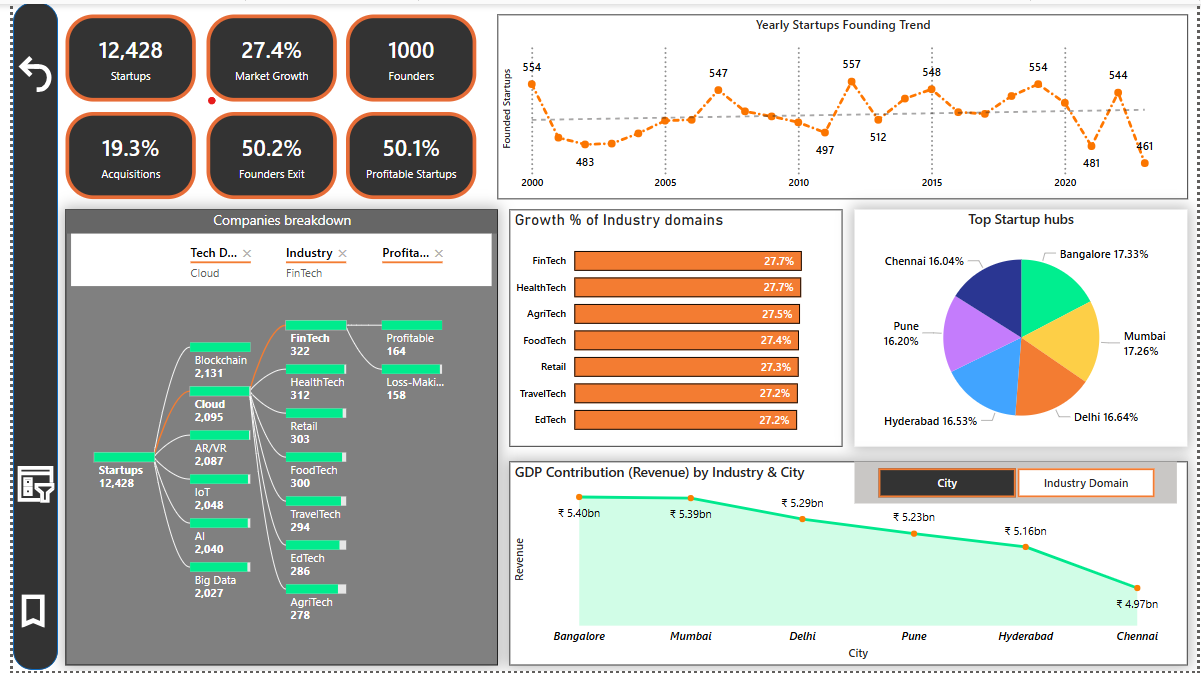 12,428
Startups
27.4%
Market Growth
1000
Founders
19.3%
Acquisitions
50.2%
Founders Exit
50.1%
Profitable Startups
Yearly Startups Founding Trend
Founded Startups
554
483
547
497
557
512
548
554
481
544
461
2000
2005
2010
2015
2020
Companies breakdown
Tech D...
Cloud
Industry
FinTech
Profita...
Startups
12,428
Blockchain
2,131
Cloud
2,095
AR/VR
2,087
IoT
2,048
AI
2,040
Big Data
2,027
FinTech
322
HealthTech
312
Retail
303
FoodTech
300
TravelTech
294
EdTech
286
AgriTech
278
Profitable
164
Loss-Maki...
158
Growth % of Industry domains
FinTech 27.7%
HealthTech 27.7%
AgriTech 27.5%
FoodTech 27.4%
Retail 27.3%
TravelTech 27.2%
EdTech 27.2%
Top Startup hubs
Bangalore 17.33%
Mumbai
17.26%
Delhi 16.64%
Hyderabad 16.53%
Pune
16.20%
Chennai 16.04%
GDP Contribution (Revenue) by Industry & City
City
Industry Domain
Revenue
₹ 5.40bn
₹ 5.39bn
₹ 5.29bn
₹ 5.23bn
₹ 5.16bn
₹ 4.97bn
Bangalore
Mumbai
Delhi
Pune
Hyderabad
Chennai
City